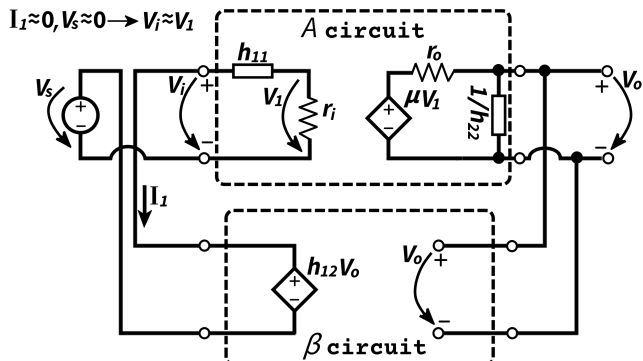 I1≈0,Vs≈0→ Vi≈V1
A circuit
h11
ro
Vs
+
−
Vi
+
−
V1
ri
μV1
+
−
1/h22
Vo
+
−
I1
h12Vo
+
−
Vo
+
−
β circuit